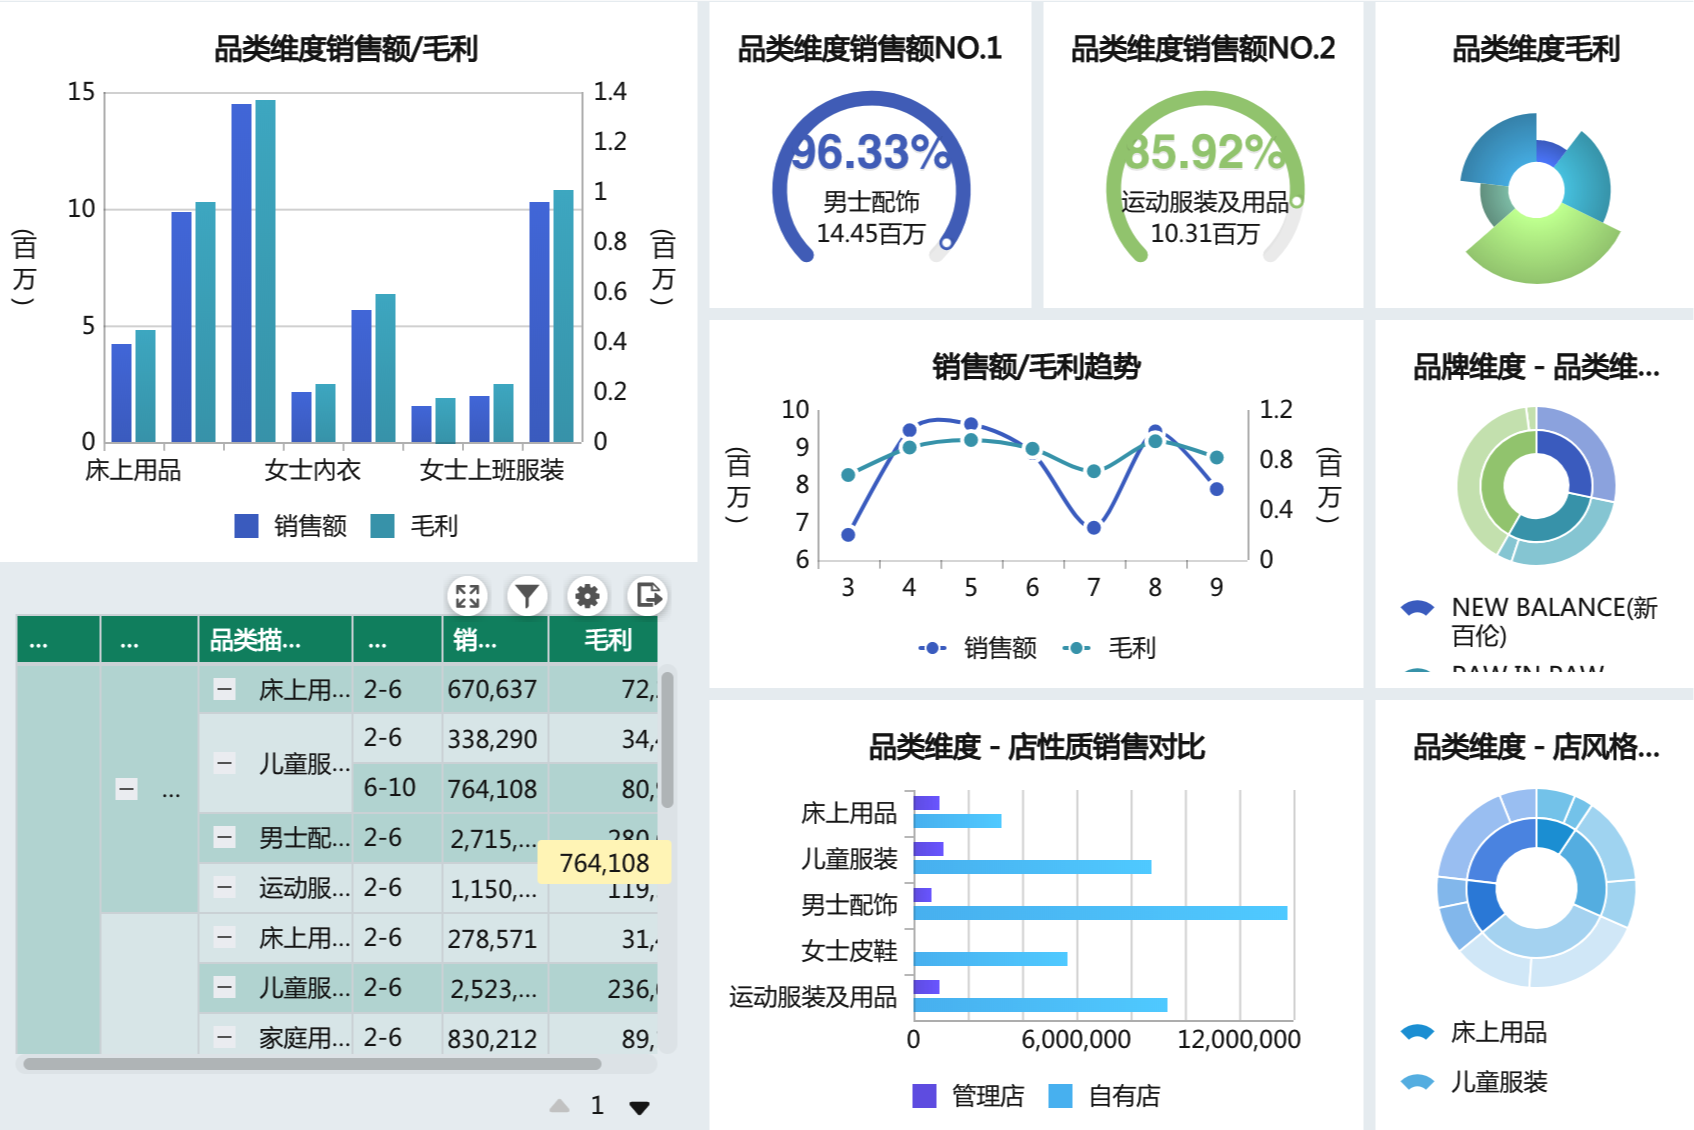 品类维度销售额/毛利
15
10
5
0
(百万)
1.4
1.2
1
0.8
0.6
0.4
0.2
0
(百万)
床上用品
女士内衣
女士上班服装
销售额
毛利
品类维度销售额NO.1
96.33%
男士配饰
14.45百万
品类维度销售额NO.2
85.92%
运动服装及用品
10.31百万
品类维度毛利
销售额/毛利趋势
10
9
8
7
6
(百万)
1.2
0.8
0.4
0
(百万)
3 4 5 6 7 8 9
销售额
毛利
品牌维度 - 品类维...
NEW BALANCE(新
百伦)
... ... 品类描... ... 销... 毛利
... 床上用... 2-6 670,637 72,
儿童服... 2-6 338,290 34,
6-10 764,108 80,
男士配... 2-6 2,715,... 280,
764,108
运动服... 2-6 1,150,... 119,
床上用... 2-6 278,571 31,
儿童服... 2-6 2,523,... 236,
家庭用... 2-6 830,212 89,
1
品类维度 - 店性质销售对比
床上用品
儿童服装
男士配饰
女士皮鞋
运动服装及用品
0 6,000,000 12,000,000
管理店
自有店
品类维度 - 店风格...
床上用品
儿童服装